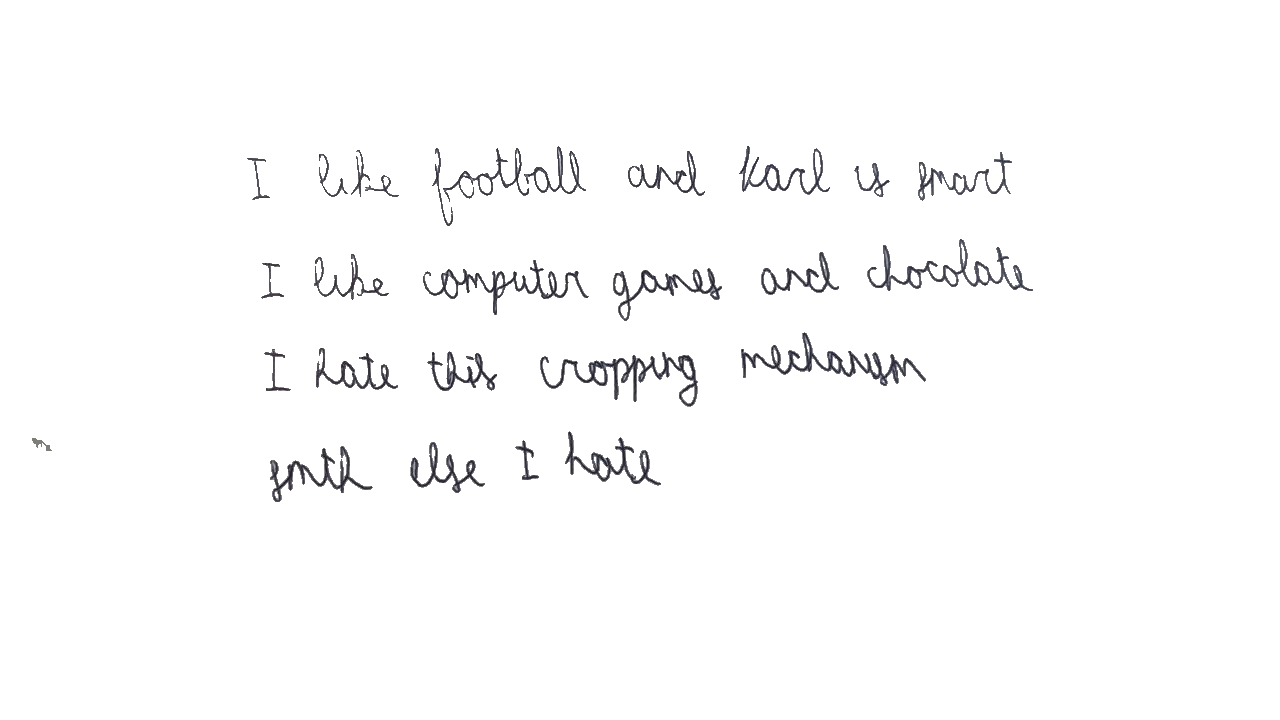 I like football and Karl is smart
I like computer games and chocolate
I hate this cropping mechanism
smth else I hate